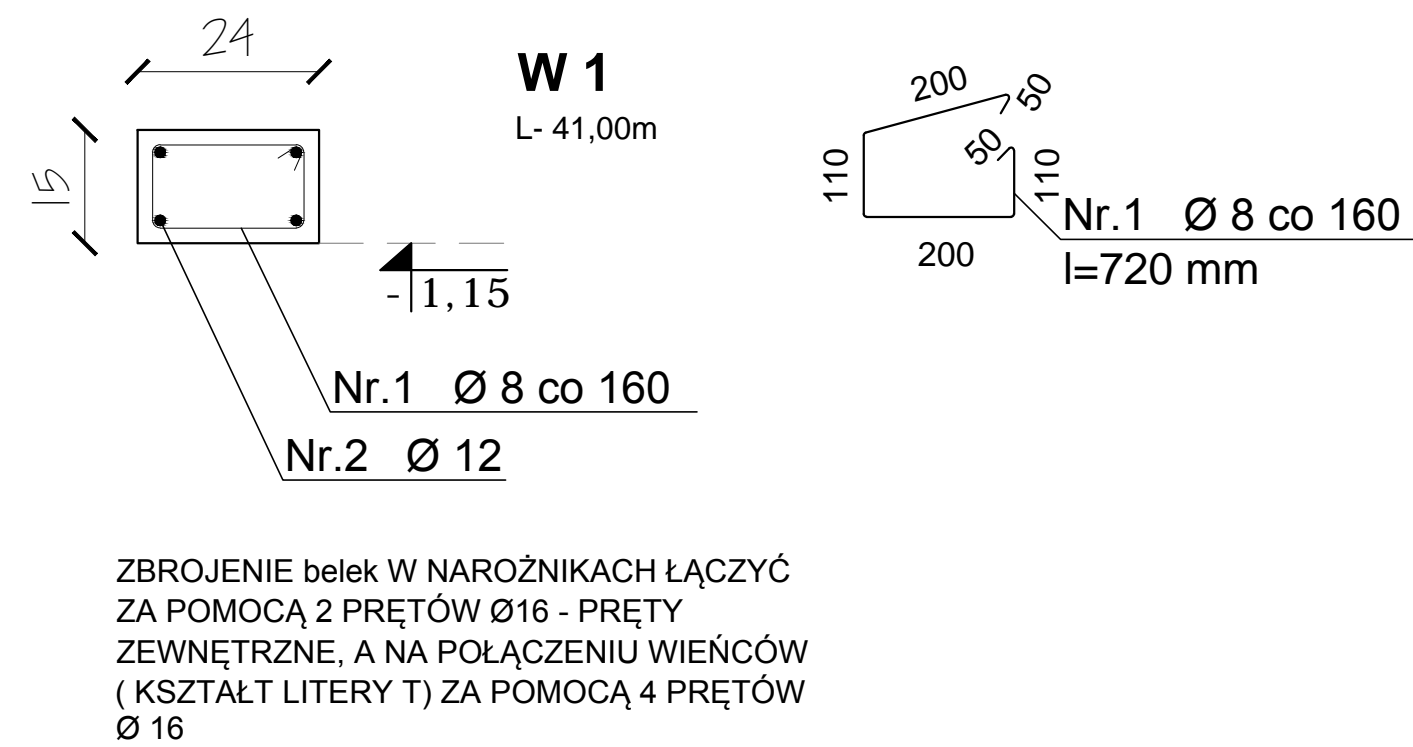 24
15
W 1
L- 41,00m
-1,15
Nr.1 Ø 8 co 160
Nr.2 Ø 12
200
50
50
110
110
200
Nr.1 Ø 8 co 160
l=720 mm
ZBROJENIE belek W NAROŻNIKACH ŁĄCZYĆ
ZA POMOCĄ 2 PRĘTÓW Ø16 - PRĘTY
ZEWNĘTRZNE, A NA POŁĄCZENIU WIEŃCÓW
( KSZTAŁT LITERY T) ZA POMOCĄ 4 PRĘTÓW
Ø 16